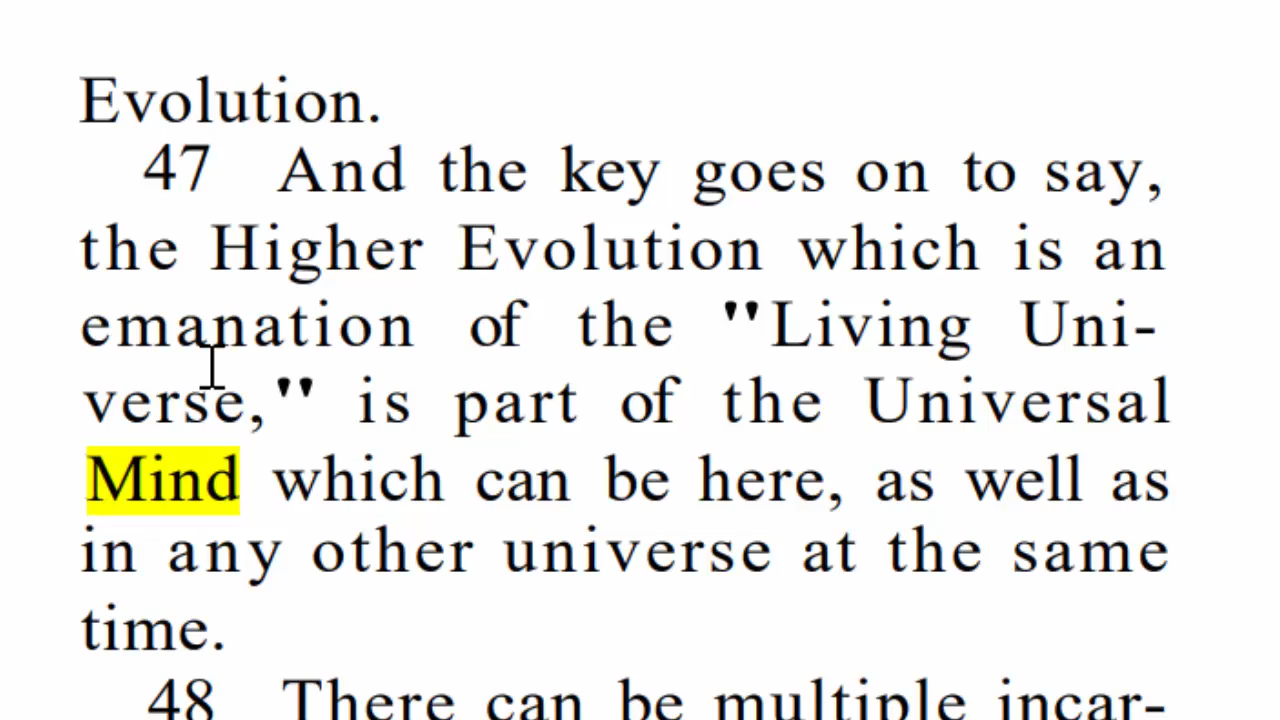 Evolution.
47 And the key goes on to say,
the Higher Evolution which is an
emanation of the "Living Uni-
verse," is part of the Universal
Mind which can be here, as well as
in any other universe at the same
time.
48 There can be multiple incar-